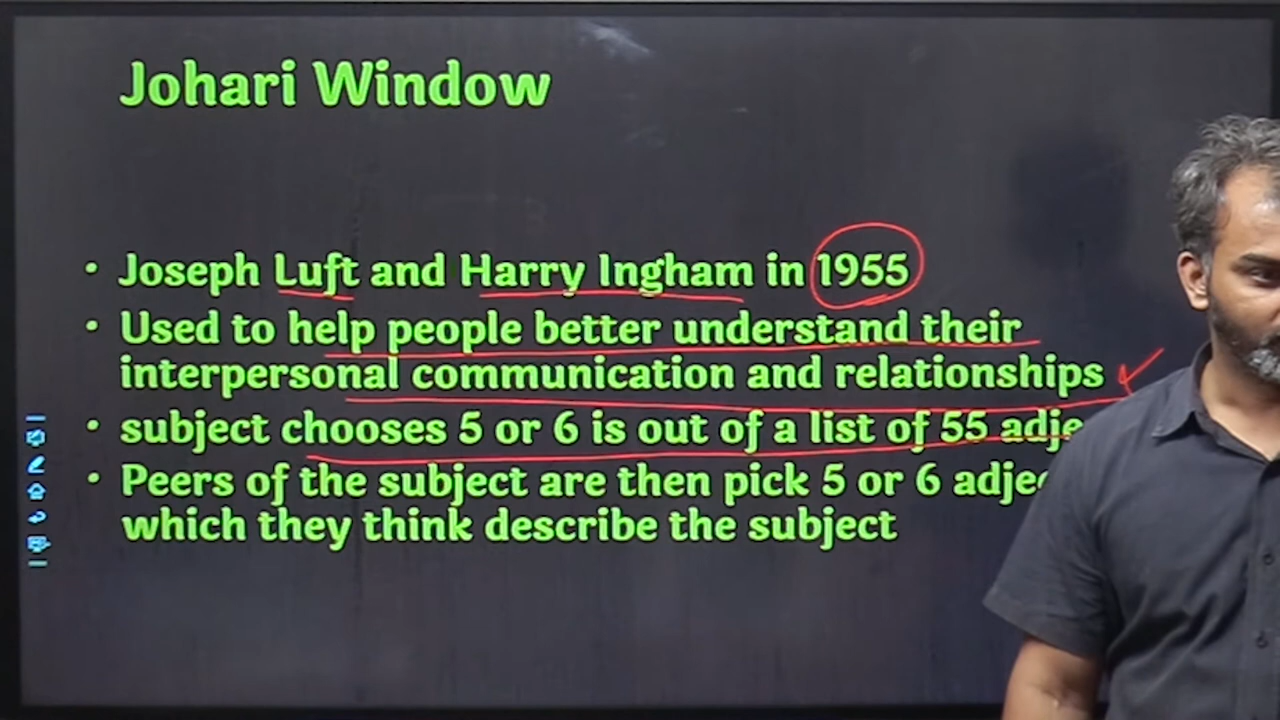 Johari Window
• Joseph Luft and Harry Ingham in 1955
• Used to help people better understand their
interpersonal communication and relationships
• subject chooses 5 or 6 is out of a list of 55
• Peers of the subject are then pick 5 or 6
which they think describe the subject